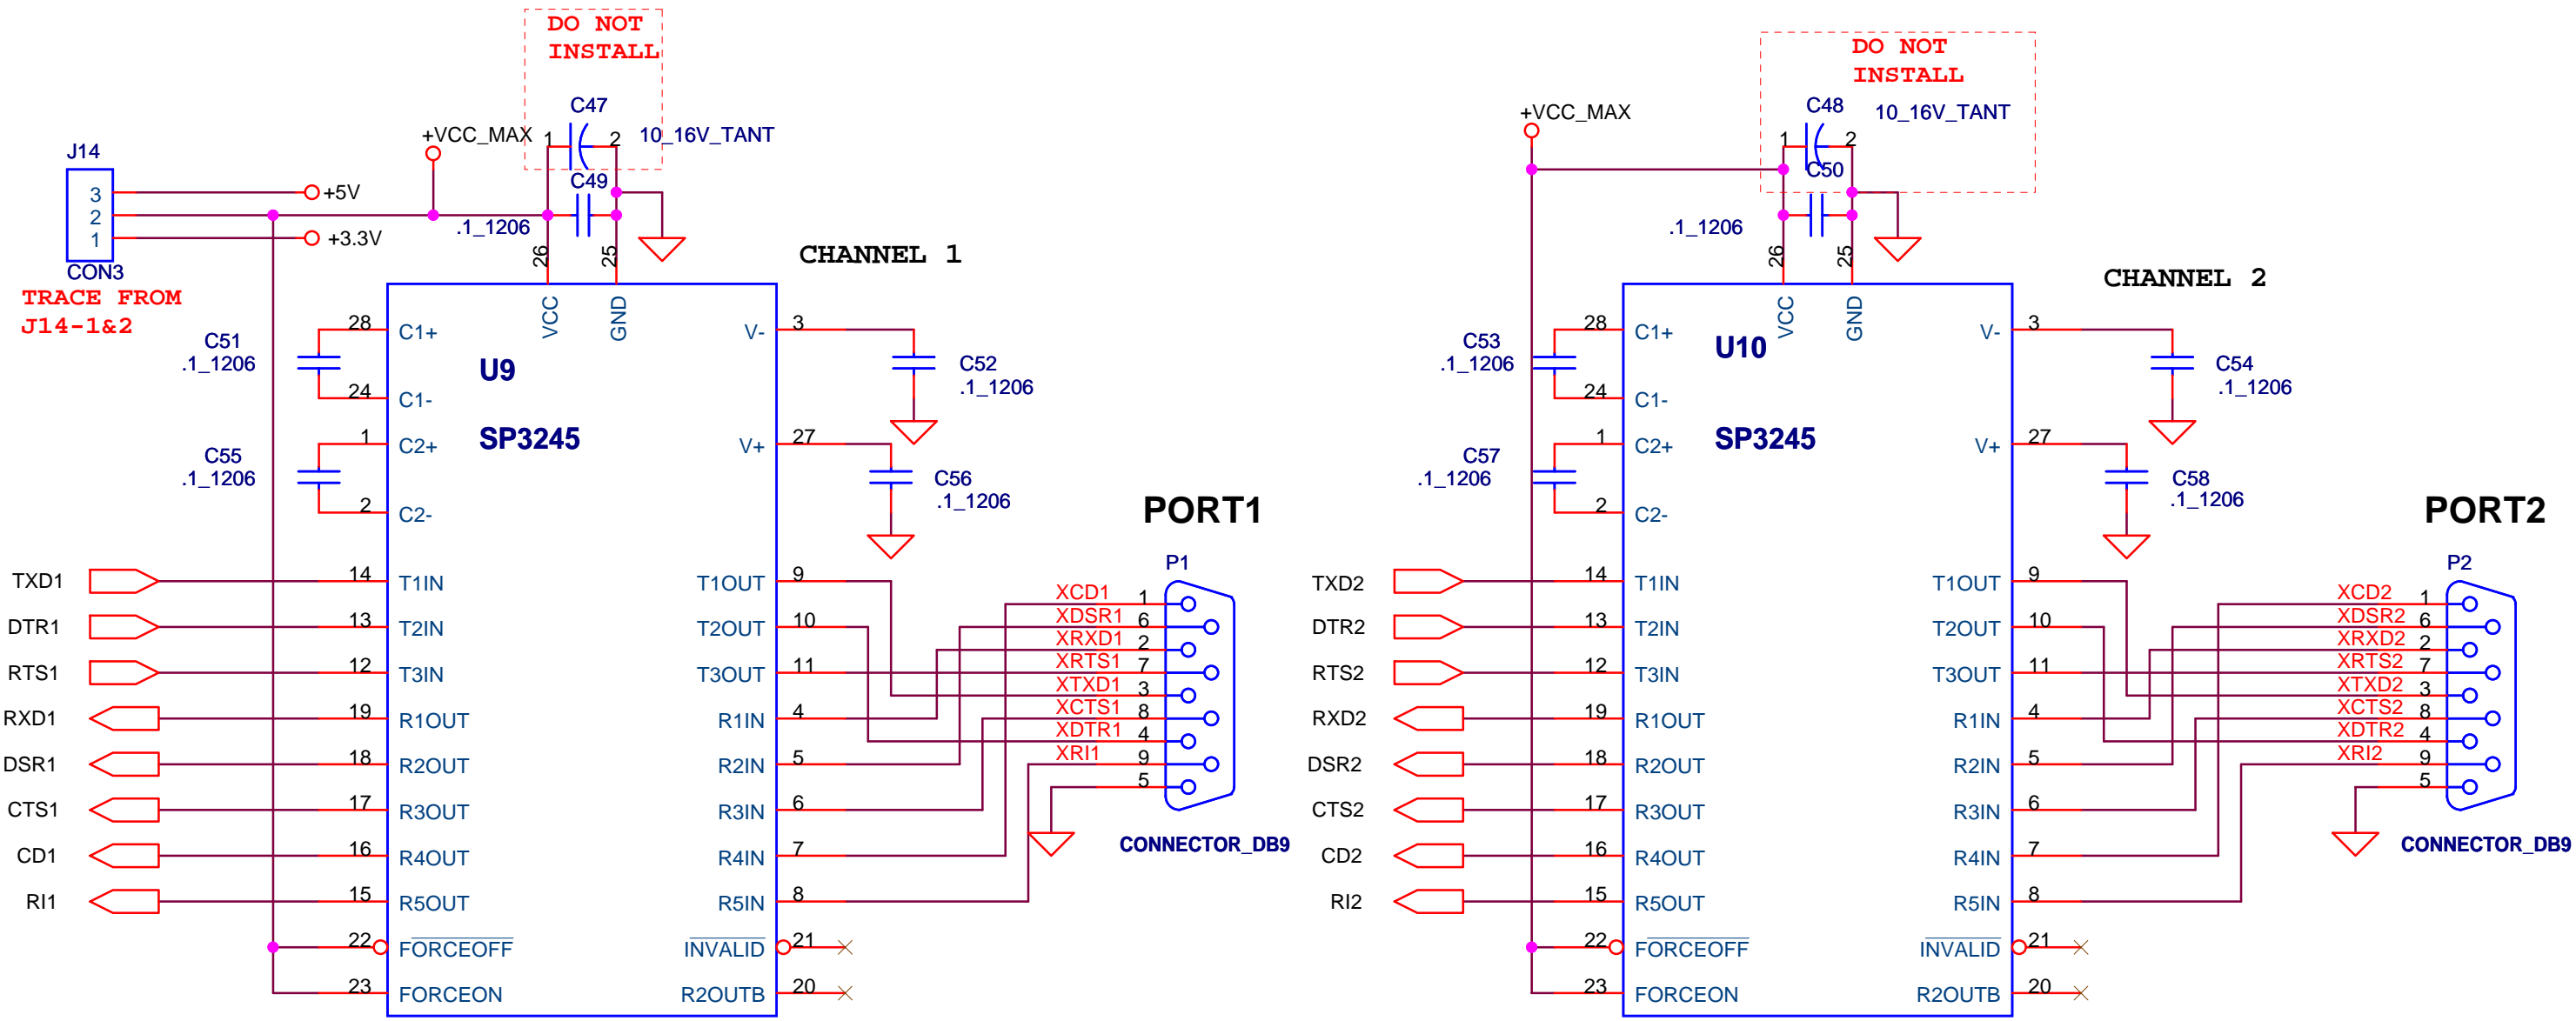 DO NOT
INSTALL
C47
+VCC_MAX
1
2
10_16V_TANT
J14
3
+5V
2
1
+3.3V
CON3
TRACE FROM
J14-1&2
C49
.1_1206
26
25
CHANNEL 1
VCC
GND
U9
SP3245
C51
.1_1206
28
C1+
24
C1-
C55
.1_1206
1
C2+
2
C2-
V-
3
C52
.1_1206
V+
27
C56
.1_1206
TXD1
14
T1IN
DTR1
13
T2IN
RTS1
12
T3IN
RXD1
19
R1OUT
DSR1
18
R2OUT
CTS1
17
R3OUT
CD1
16
R4OUT
RI1
15
R5OUT
22
FORCEOFF
23
FORCEON
T1OUT
9
T2OUT
10
T3OUT
11
R1IN
4
R2IN
5
R3IN
6
R4IN
7
R5IN
8
INVALID
21
R2OUTB
20
PORT1
P1
XCD1
1
XDSR1
6
XRXD1
2
XRTS1
7
XTXD1
3
XCTS1
8
XDTR1
4
XRI1
9
5
CONNECTOR_DB9
DO NOT
INSTALL
C48
+VCC_MAX
1
2
10_16V_TANT
C50
.1_1206
26
25
CHANNEL 2
VCC
GND
U10
SP3245
C53
.1_1206
28
C1+
24
C1-
C57
.1_1206
1
C2+
2
C2-
V-
3
C54
.1_1206
V+
27
C58
.1_1206
TXD2
14
T1IN
DTR2
13
T2IN
RTS2
12
T3IN
RXD2
19
R1OUT
DSR2
18
R2OUT
CTS2
17
R3OUT
CD2
16
R4OUT
RI2
15
R5OUT
22
FORCEOFF
23
FORCEON
T1OUT
9
T2OUT
10
T3OUT
11
R1IN
4
R2IN
5
R3IN
6
R4IN
7
R5IN
8
INVALID
21
R2OUTB
20
PORT2
P2
XCD2
1
XDSR2
6
XRXD2
2
XRTS2
7
XTXD2
3
XCTS2
8
XDTR2
4
XRI2
9
5
CONNECTOR_DB9